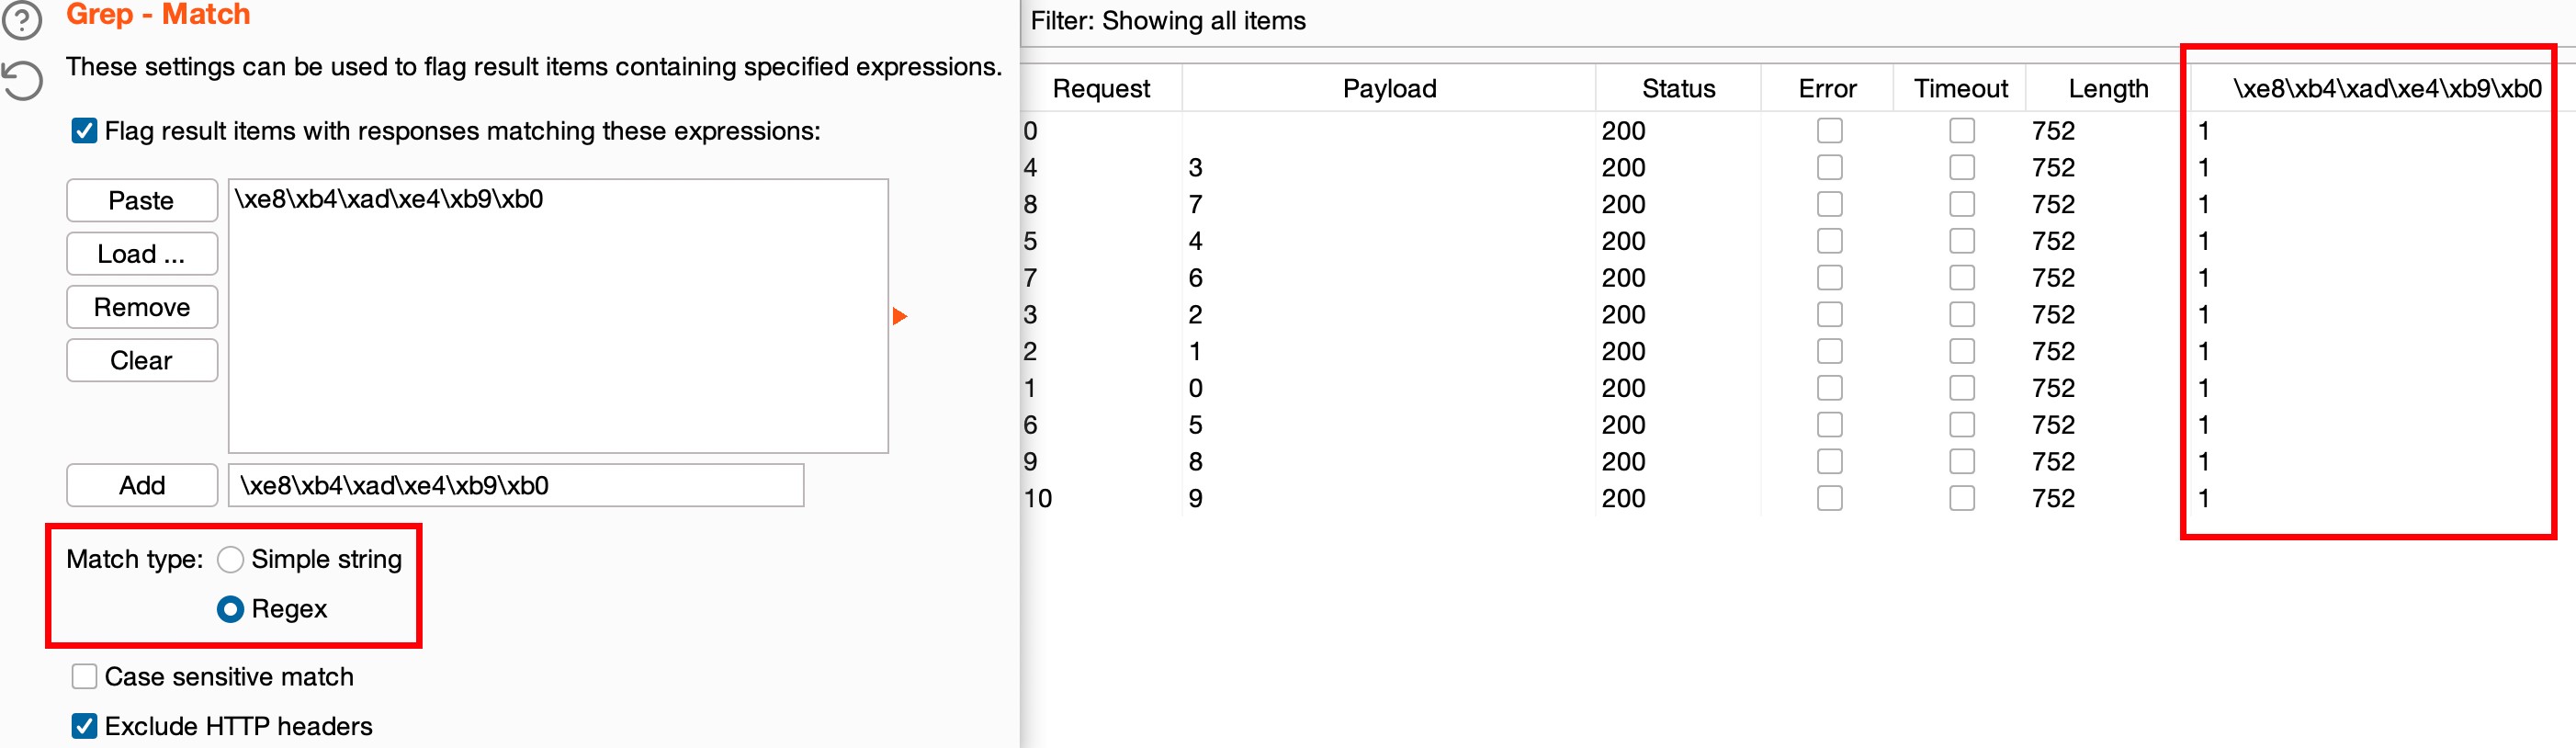 Grep - Match
These settings can be used to flag result items containing specified expressions.
Flag result items with responses matching these expressions:
Paste
\xe8\xb4\xad\xe4\xb9\xb0
Load ...
Remove
Clear
Add
\xe8\xb4\xad\xe4\xb9\xb0
Match type:
Simple string
Regex
Case sensitive match
Exclude HTTP headers
Filter: Showing all items
Request Payload Status Error Timeout Length \xe8\xb4\xad\xe4\xb9\xb0
0 200 752 1
4 3 200 752 1
8 7 200 752 1
5 4 200 752 1
7 6 200 752 1
3 2 200 752 1
2 1 200 752 1
1 0 200 752 1
6 5 200 752 1
9 8 200 752 1
10 9 200 752 1